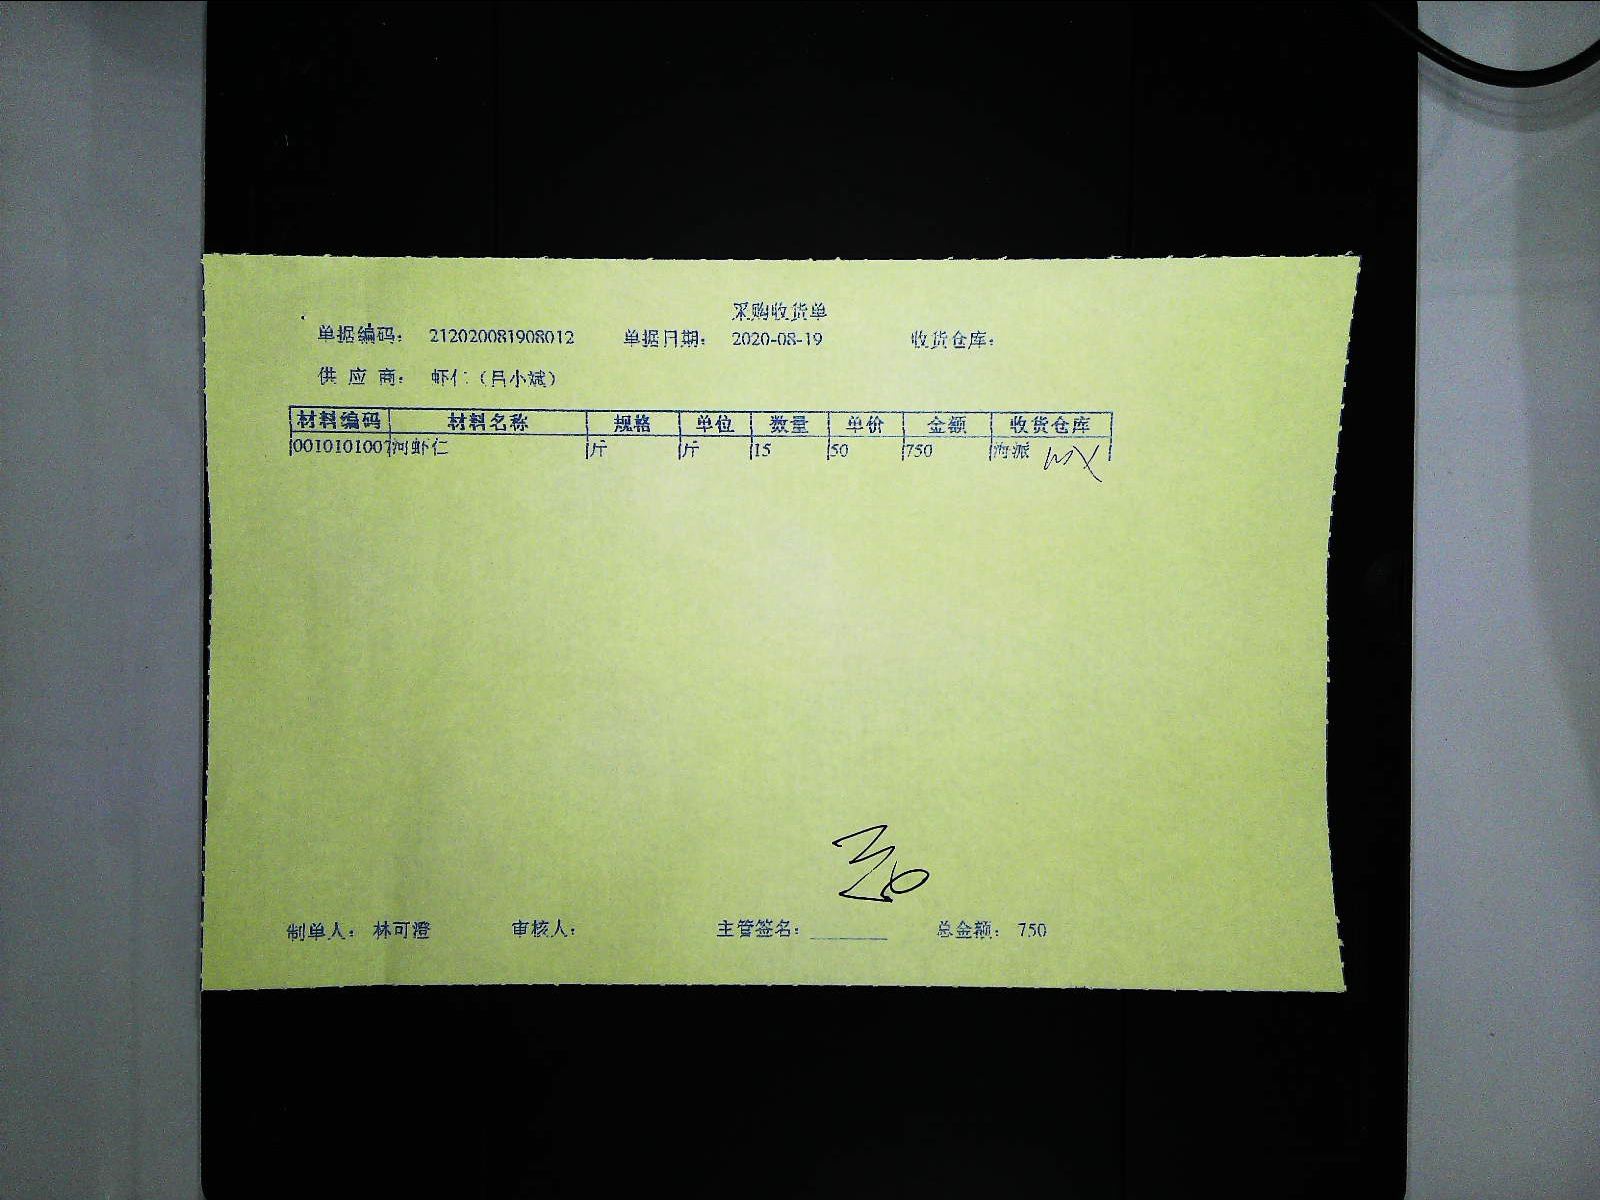 采购收货单
单据编码： 212020081908012 单据日期： 2020-08-19 收货仓库：
供 应 商： 虾仁（吕小斌）
材料编码 材料名称 规格 单位 数量 单价 金额 收货仓库
0010101007 河虾仁 斤 斤 15 50 750 海派
制单人： 林可澄 审核人： 主管签名： 总金额： 750